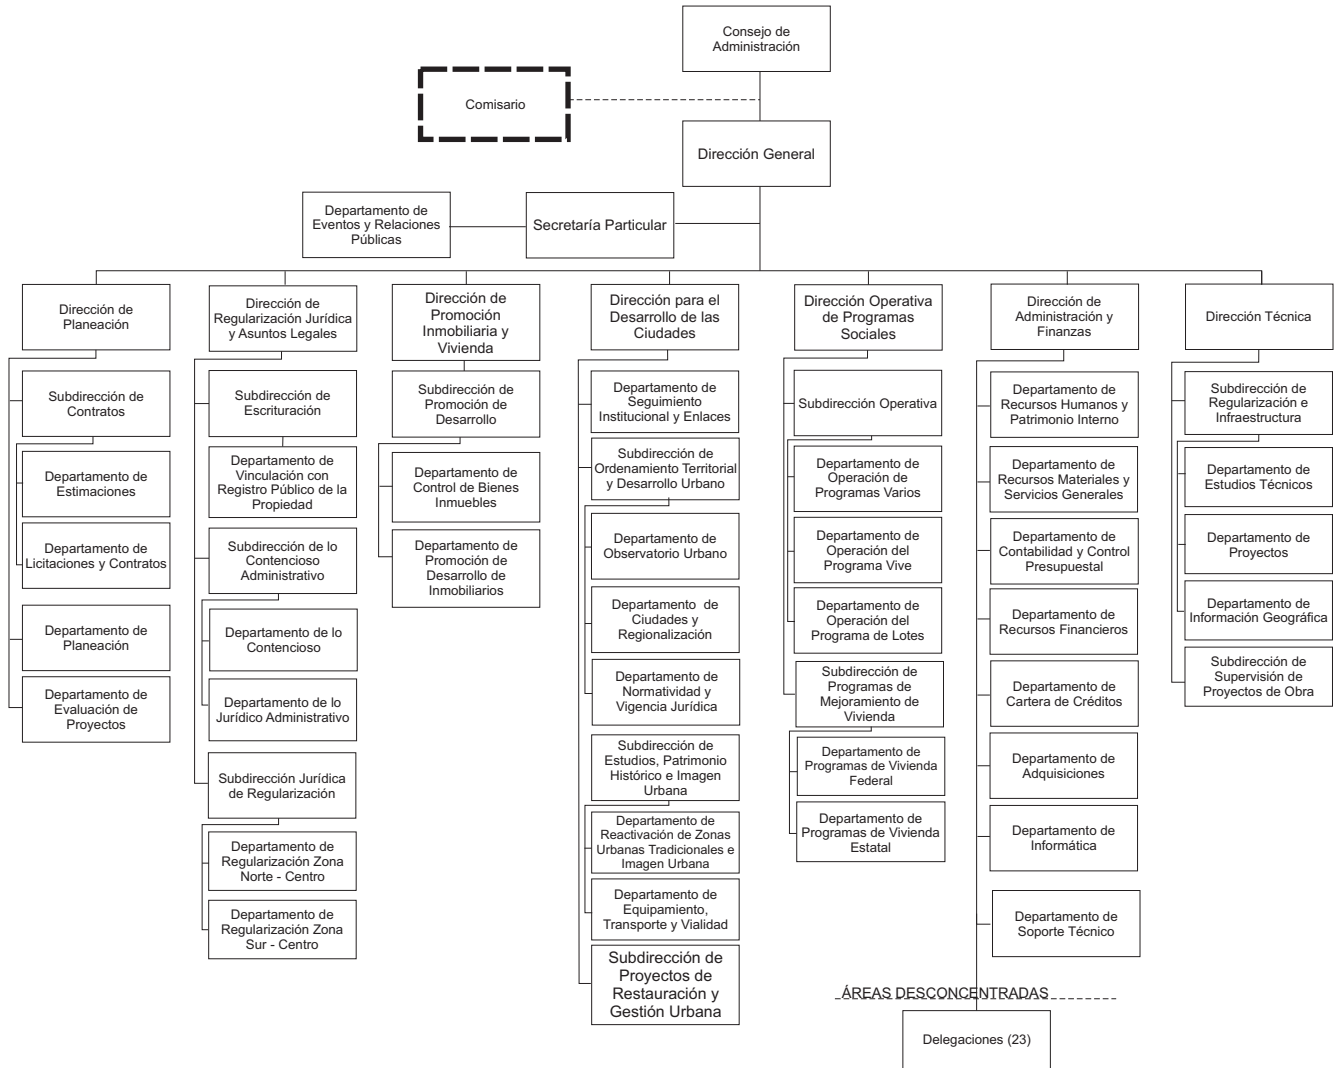 Consejo de
Administración
Comisario
Dirección General
Departamento de
Eventos y Relaciones
Públicas
Secretaría Particular
Dirección de
Planeación
Subdirección de
Contratos
Departamento de
Estimaciones
Departamento de
Licitaciones y Contratos
Departamento de
Planeación
Departamento de
Evaluación de
Proyectos
Dirección de
Regularización Jurídica
y Asuntos Legales
Subdirección de
Escrituración
Departamento de
Vinculación con
Registro Público de la
Propiedad
Subdirección de lo
Contencioso
Administrativo
Departamento de lo
Contencioso
Departamento de lo
Jurídico Administrativo
Subdirección Jurídica
de Regularización
Departamento de
Regularización Zona
Norte - Centro
Departamento de
Regularización Zona
Sur - Centro
Dirección de
Promoción
Inmobiliaria y
Vivienda
Subdirección de
Promoción de
Desarrollo
Departamento de
Control de Bienes
Inmuebles
Departamento de
Promoción de
Desarrollo de
Inmobiliarios
Dirección para el
Desarrollo de las
Ciudades
Departamento de
Seguimiento
Institucional y Enlaces
Subdirección de
Ordenamiento Territorial
y Desarrollo Urbano
Departamento de
Observatorio Urbano
Departamento de
Ciudades y
Regionalización
Departamento de
Normatividad y
Vigencia Jurídica
Subdirección de
Estudios, Patrimonio
Histórico e Imagen
Urbana
Departamento de
Reactivación de Zonas
Urbanas Tradicionales e
Imagen Urbana
Departamento de
Equipamiento,
Transporte y Vialidad
Subdirección de
Proyectos de
Restauración y
Gestión Urbana
Dirección Operativa
de Programas
Sociales
Subdirección Operativa
Departamento de
Operación de
Programas Varios
Departamento de
Operación del
Programa Vive
Departamento de
Operación del
Programa de Lotes
Subdirección de
Programas de
Mejoramiento de
Vivienda
Departamento de
Programas de Vivienda
Federal
Departamento de
Programas de Vivienda
Estatal
Dirección de
Administración y
Finanzas
Departamento de
Recursos Humanos y
Patrimonio Interno
Departamento de
Recursos Materiales y
Servicios Generales
Departamento de
Contabilidad y Control
Presupuestal
Departamento de
Recursos Financieros
Departamento de
Cartera de Créditos
Departamento de
Adquisiciones
Departamento de
Informática
Departamento de
Soporte Técnico
ÁREAS DESCONCENTRADAS
Delegaciones (23)
Dirección Técnica
Subdirección de
Regularización e
Infraestructura
Departamento de
Estudios Técnicos
Departamento de
Proyectos
Departamento de
Información Geográfica
Subdirección de
Supervisión de
Proyectos de Obra